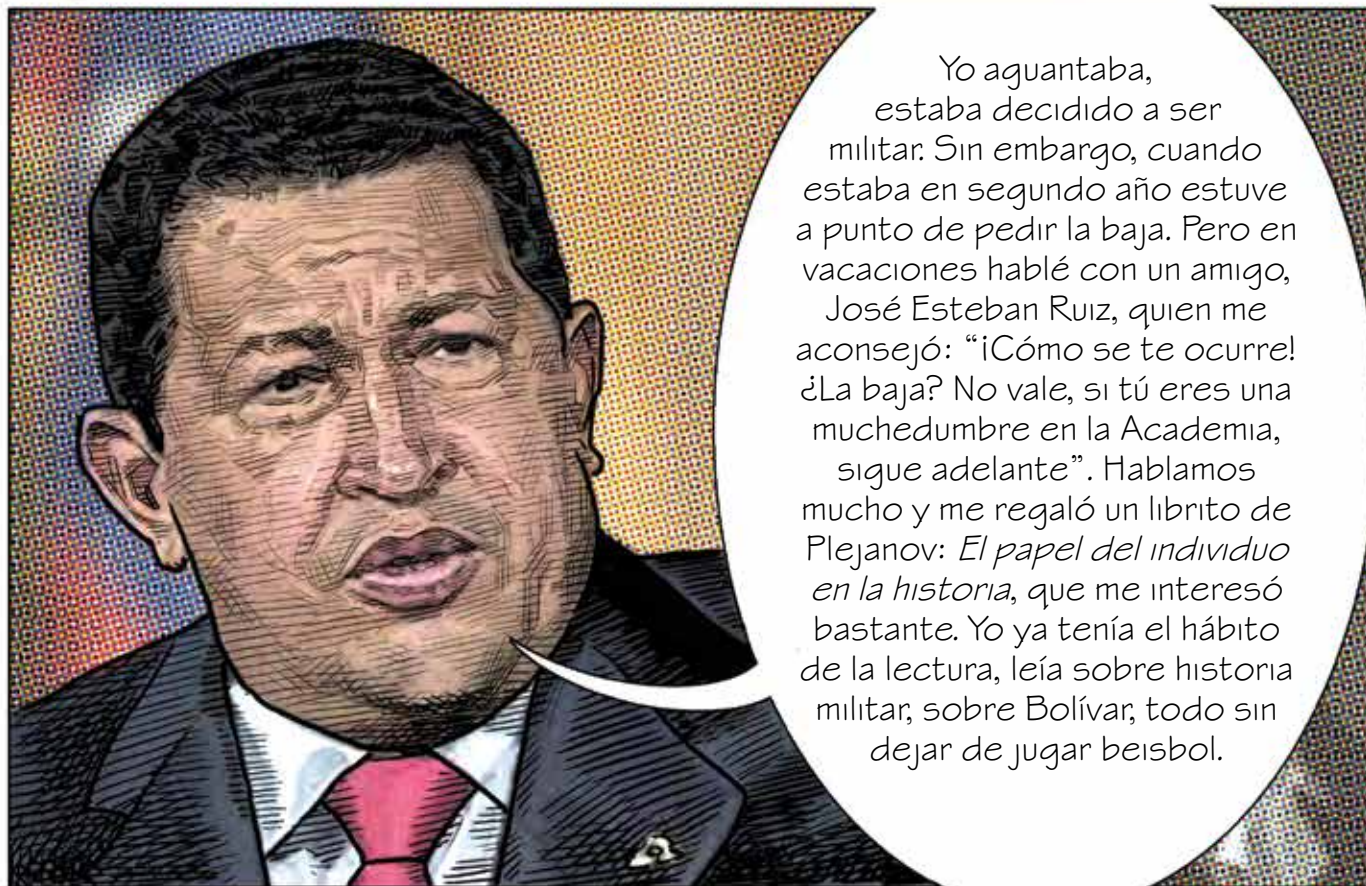 Yo aguantaba,
estaba decidido a ser
militar. Sin embargo, cuando
estaba en segundo año estuve
a punto de pedir la baja. Pero en
vacaciones hablé con un amigo,
José Esteban Ruiz, quien me
aconsejó: “¡Cómo se te ocurre!
¿La baja? No vale, si tú eres una
muchedumbre en la Academia,
sigue adelante”. Hablamos
mucho y me regaló un librito de
Plejanov: El papel del individuo
en la historia, que me interesó
bastante. Yo ya tenía el hábito
de la lectura, leía sobre historia
militar, sobre Bolívar, todo sin
dejar de jugar beisbol.